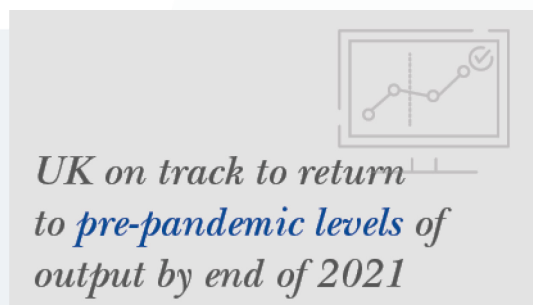 UK on track to return
to pre-pandemic levels of
output by end of 2021